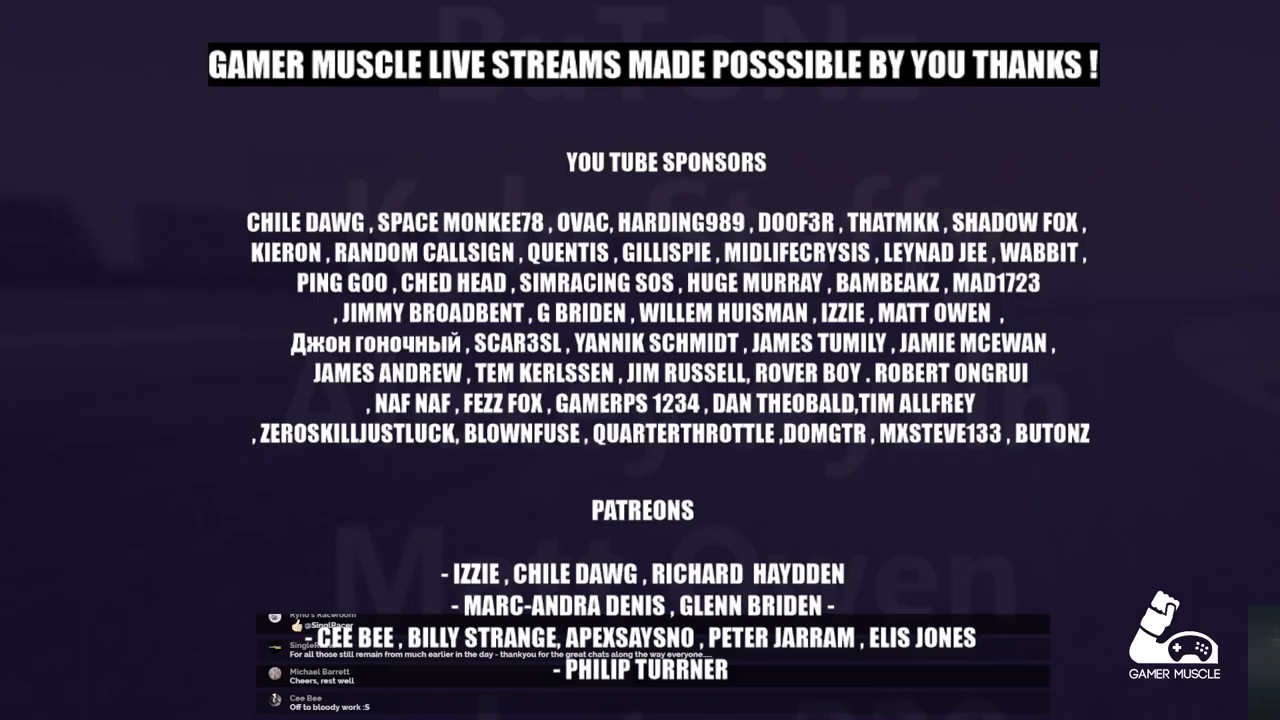 GAMER MUSCLE LIVE STREAMS MADE POSSSIBLE BY YOU THANKS !
YOU TUBE SPONSORS
CHILE DAWG , SPACE MONKEE78 , OVAC, HARDING989 , D00F3R , THATMKK , SHADOW FOX ,
KIERON , RANDOM CALLSIGN , QUENTIS , GILLISPIE , MIDLIFECRYSIS , LEYNAD JEE , WABBIT ,
PING GOO , CHED HEAD , SIMRACING SOS , HUGE MURRAY , BAMBEAKZ , MAD1723
, JIMMY BROADBENT , G BRIDEN , WILLEM HUISMAN , IZZIE , MATT OWEN ,
Джон гоночный , SCAR3SL , YANNIK SCHMIDT , JAMES TUMILY , JAMIE MCEWAN ,
JAMES ANDREW , TEM KERLSSEN , JIM RUSSELL, ROVER BOY . ROBERT ONGRUI
, NAF NAF , FEZZ FOX , GAMERPS 1234 , DAN THEOBALD,TIM ALLFREY
, ZEROSKILLJUSTLUCK, BLOWNFUSE , QUARTERTHROTTLE ,DOMGTR , MXSTEVE133 , BUTONZ
PATREONS
- IZZIE , CHILE DAWG , RICHARD HAYDDEN
- MARC-ANDRA DENIS , GLENN BRIDEN -
- CEE BEE , BILLY STRANGE, APEXSAYSNO , PETER JARRAM , ELIS JONES
- PHILIP TURRNER
Ryno's Raceroom
@SinglRacer
For all those still remain from much earlier in the day - thankyou for the great chats along the way everyone.....
Michael Barrett
Cheers, rest well
Cee Bee
Off to bloody work :S
GAMER MUSCLE
BuToNz
Matt Owen